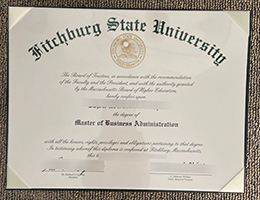 Fitchburg State University
The Board of Trustees, in accordance with the recommendation
of the Faculty and the President, and with the authority granted
by the Massachusetts Board of Higher Education,
hereby confers upon
the degree of
Master of Business Administration
with all the honors, rights, privileges and obligations pertaining to that degree.
In testimony whereof this diploma is conferred at Fitchburg, Massachusetts,
this